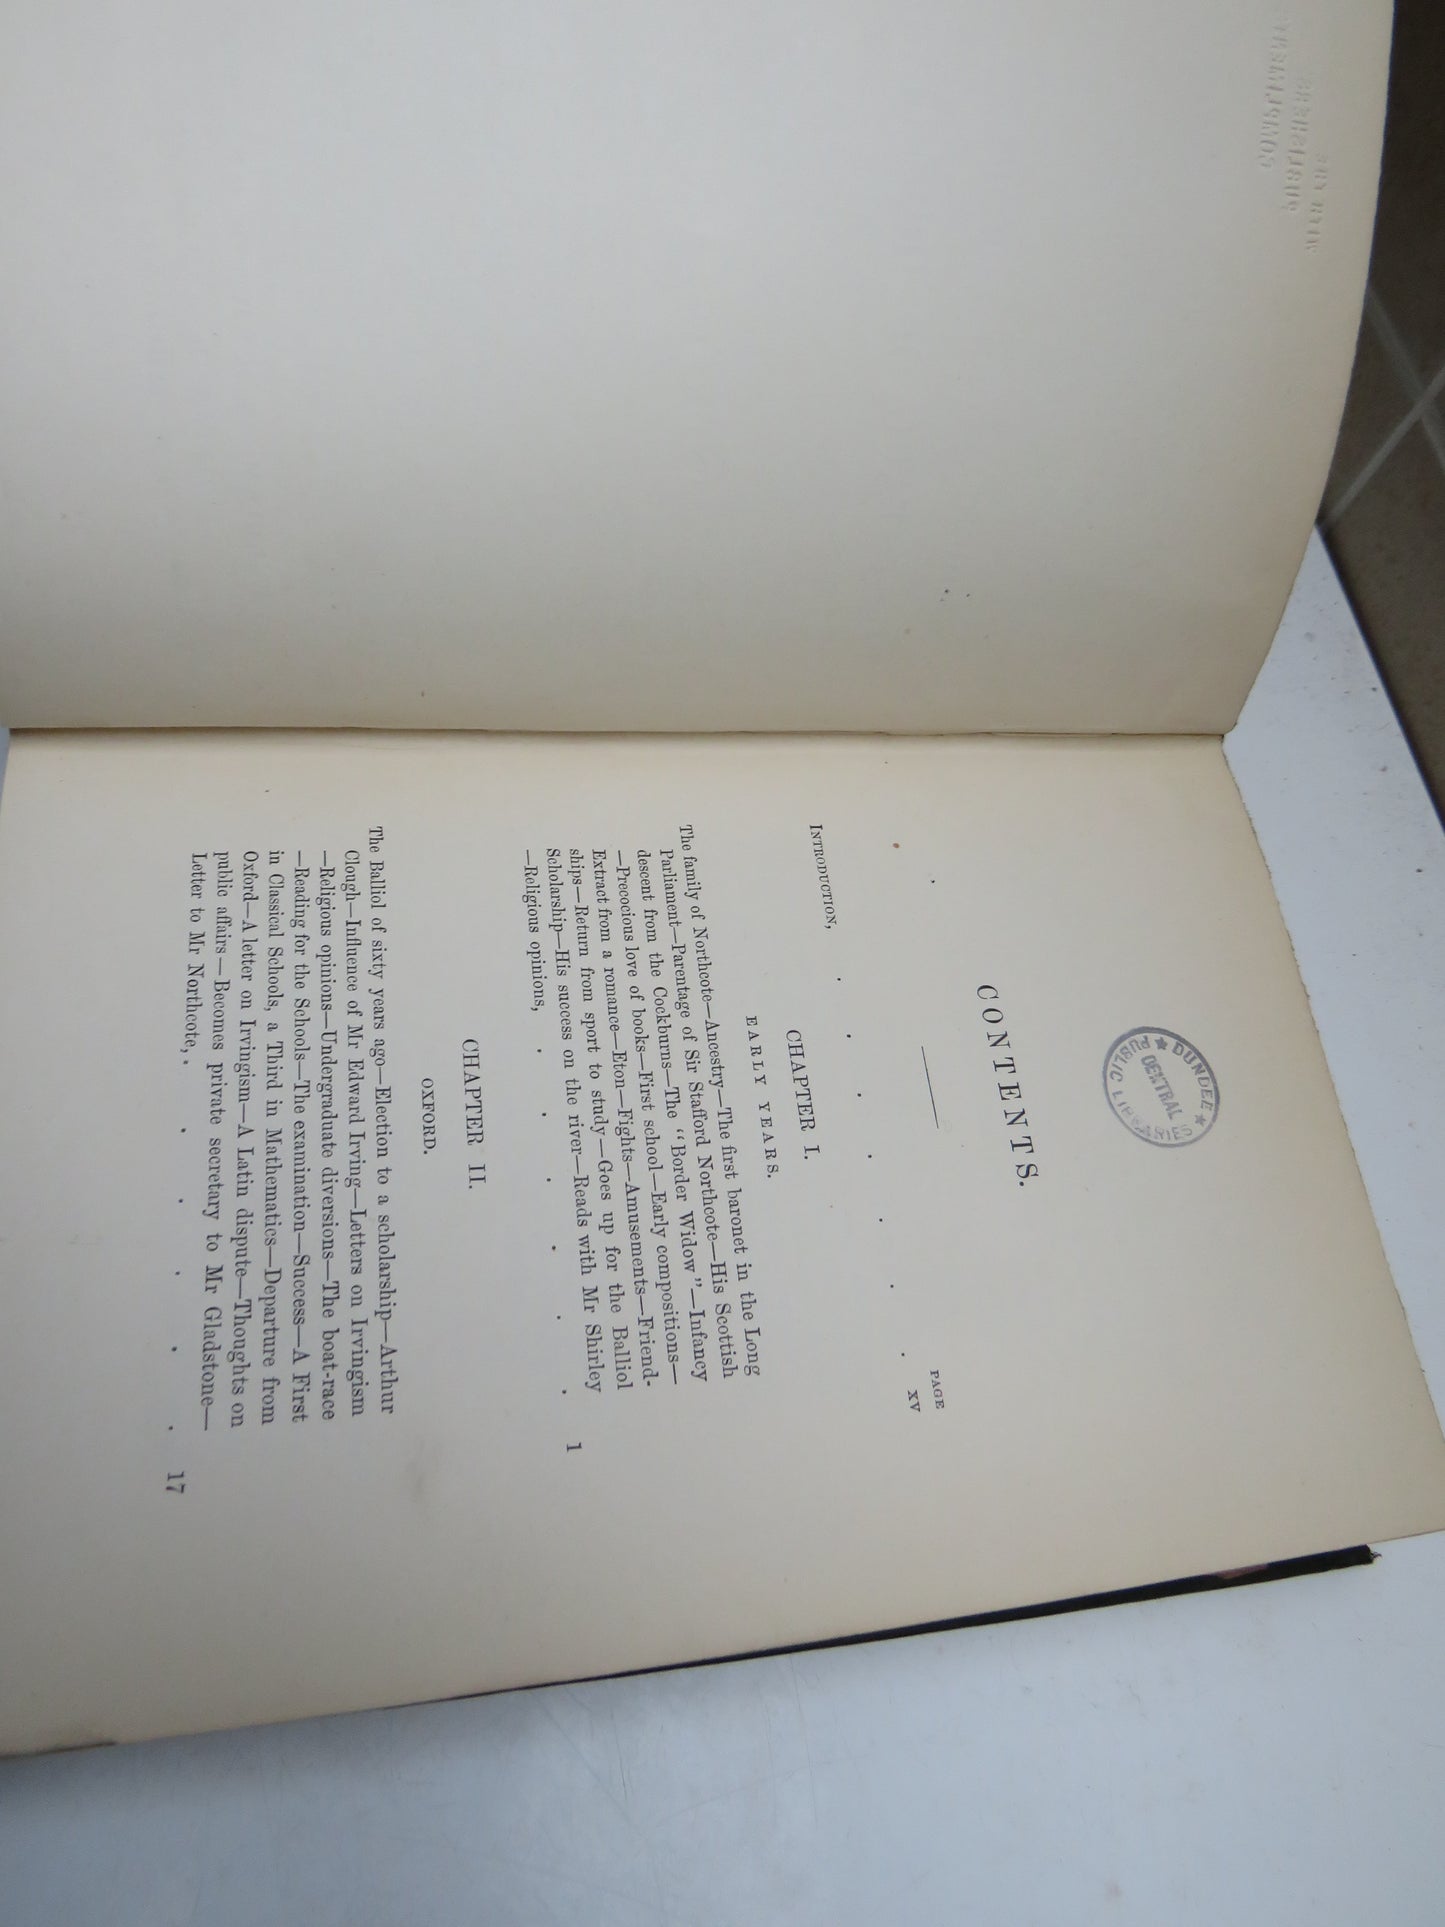 DUNDEE
CENTRAL
PUBLIC LIBRARIES
CONTENTS.
PAGE
INTRODUCTION, . . . . . . . . xv
CHAPTER I.
EARLY YEARS.
The family of Northcote—Ancestry—The first baronet in the Long
Parliament—Parentage of Sir Stafford Northcote—His Scottish
descent from the Cockburns—The "Border Widow"—Infancy
—Precocious love of books—First school—Early compositions—
Extract from a romance—Eton—Fights—Amusements—Friend-
ships—Return from sport to study—Goes up for the Balliol
Scholarship—His success on the river—Reads with Mr Shirley
—Religious opinions, . . . . . . 1
CHAPTER II.
OXFORD.
The Balliol of sixty years ago—Election to a scholarship—Arthur
Clough—Influence of Mr Edward Irving—Letters on Irvingism
—Religious opinions—Undergraduate diversions—The boat-race
—Reading for the Schools—The examination—Success—A First
in Classical Schools, a Third in Mathematics—Departure from
Oxford—A letter on Irvingism—A Latin dispute—Thoughts on
public affairs—Becomes private secretary to Mr Gladstone—
Letter to Mr Northcote, . . . . . . 17